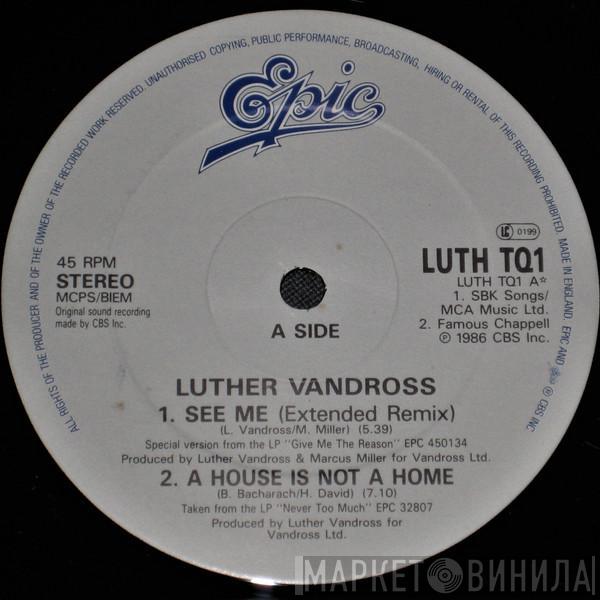 ALL RIGHTS OF THE PRODUCER AND OF THE OWNER OF THE RECORDED WORK RESERVED. UNAUTHORISED COPYING, PUBLIC PERFORMANCE, BROADCASTING, HIRING OR RENTAL OF THIS RECORDING PROHIBITED. MADE IN ENGLAND. EPIC AND ® CBS INC
Epic
45 RPM
STEREO
MCPS/BIEM
Original sound recording
made by CBS Inc.
LC 0199
LUTH TQ1
LUTH TQ1 A☆
1. SBK Songs/
MCA Music Ltd.
2. Famous Chappell
℗ 1986 CBS Inc.
A SIDE
LUTHER VANDROSS
1. SEE ME (Extended Remix)
(L. Vandross/M. Miller) (5.39)
Special version from the LP "Give Me The Reason" EPC 450134
Produced by Luther Vandross & Marcus Miller for Vandross Ltd.
2. A HOUSE IS NOT A HOME
(B. Bacharach/H. David) (7.10)
Taken from the LP "Never Too Much" EPC 32807
Produced by Luther Vandross for
Vandross Ltd.
МАРКЕТ ВИНИЛА